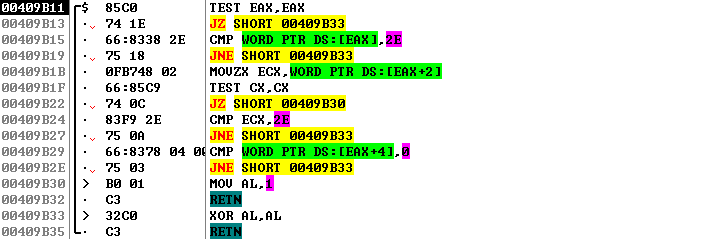 00409B11 $ 85C0 TEST EAX,EAX
00409B13 · 74 1E JZ SHORT 00409B33
00409B15 · 66:8338 2E CMP WORD PTR DS:[EAX],2E
00409B19 · 75 18 JNE SHORT 00409B33
00409B1B · 0FB748 02 MOVZX ECX,WORD PTR DS:[EAX+2]
00409B1F · 66:85C9 TEST CX,CX
00409B22 · 74 0C JZ SHORT 00409B30
00409B24 · 83F9 2E CMP ECX,2E
00409B27 · 75 0A JNE SHORT 00409B33
00409B29 · 66:8378 04 00 CMP WORD PTR DS:[EAX+4],0
00409B2E · 75 03 JNE SHORT 00409B33
00409B30 > B0 01 MOV AL,1
00409B32 · C3 RETN
00409B33 > 32C0 XOR AL,AL
00409B35 · C3 RETN